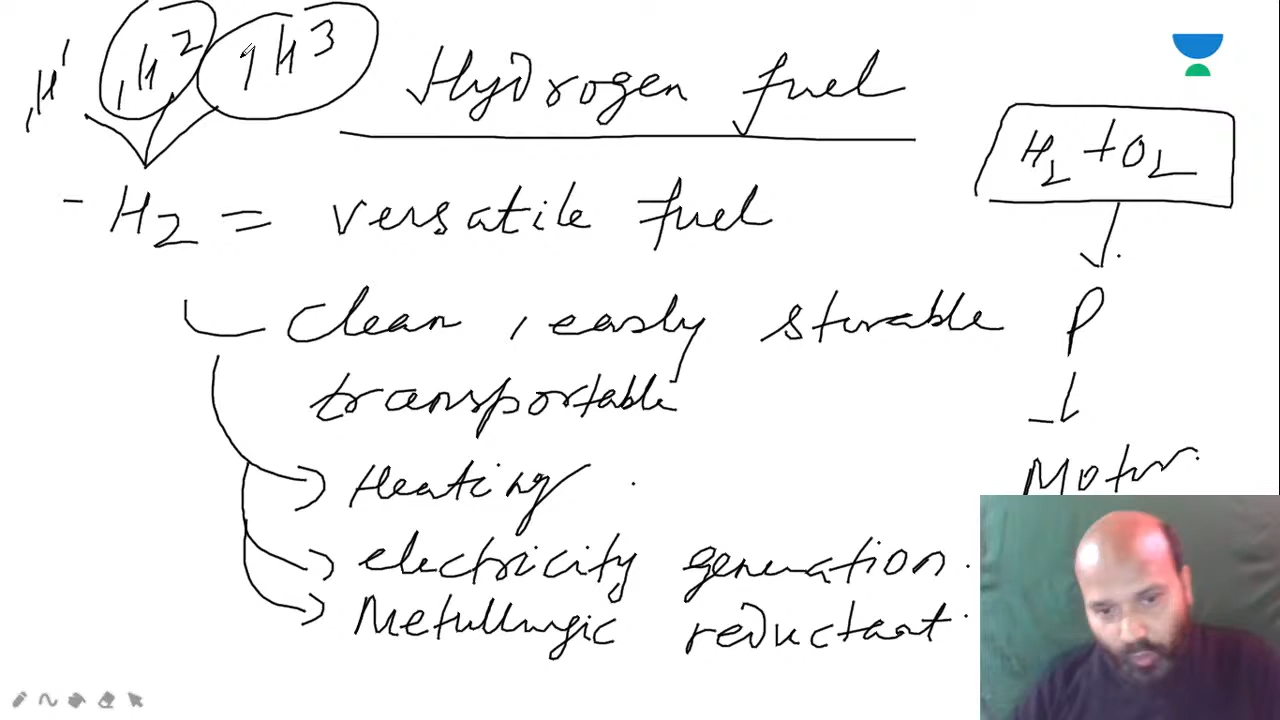 ₁H¹ ₁H² ₁H³
Hydrogen fuel
H₂ + O₂
- H₂ = versatile fuel
clean , easly storable
transportable
P
Heating .
Motor
electricity generation .
Metallurgic reductant .